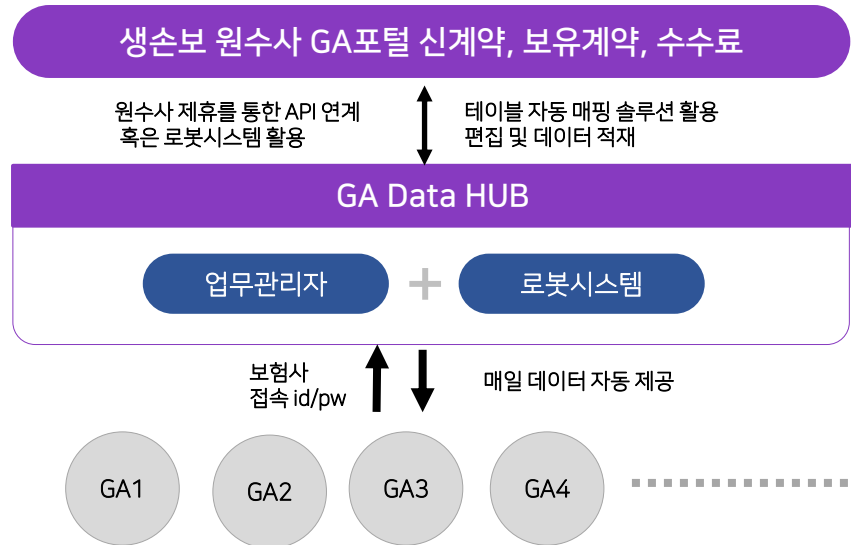 생손보 원수사 GA포털 신계약, 보유계약, 수수료
원수사 제휴를 통한 API 연계
혹은 로봇시스템 활용
테이블 자동 매핑 솔루션 활용
편집 및 데이터 적재
GA Data HUB
업무관리자 + 로봇시스템
보험사
접속 id/pw
매일 데이터 자동 제공
GA1 GA2 GA3 GA4